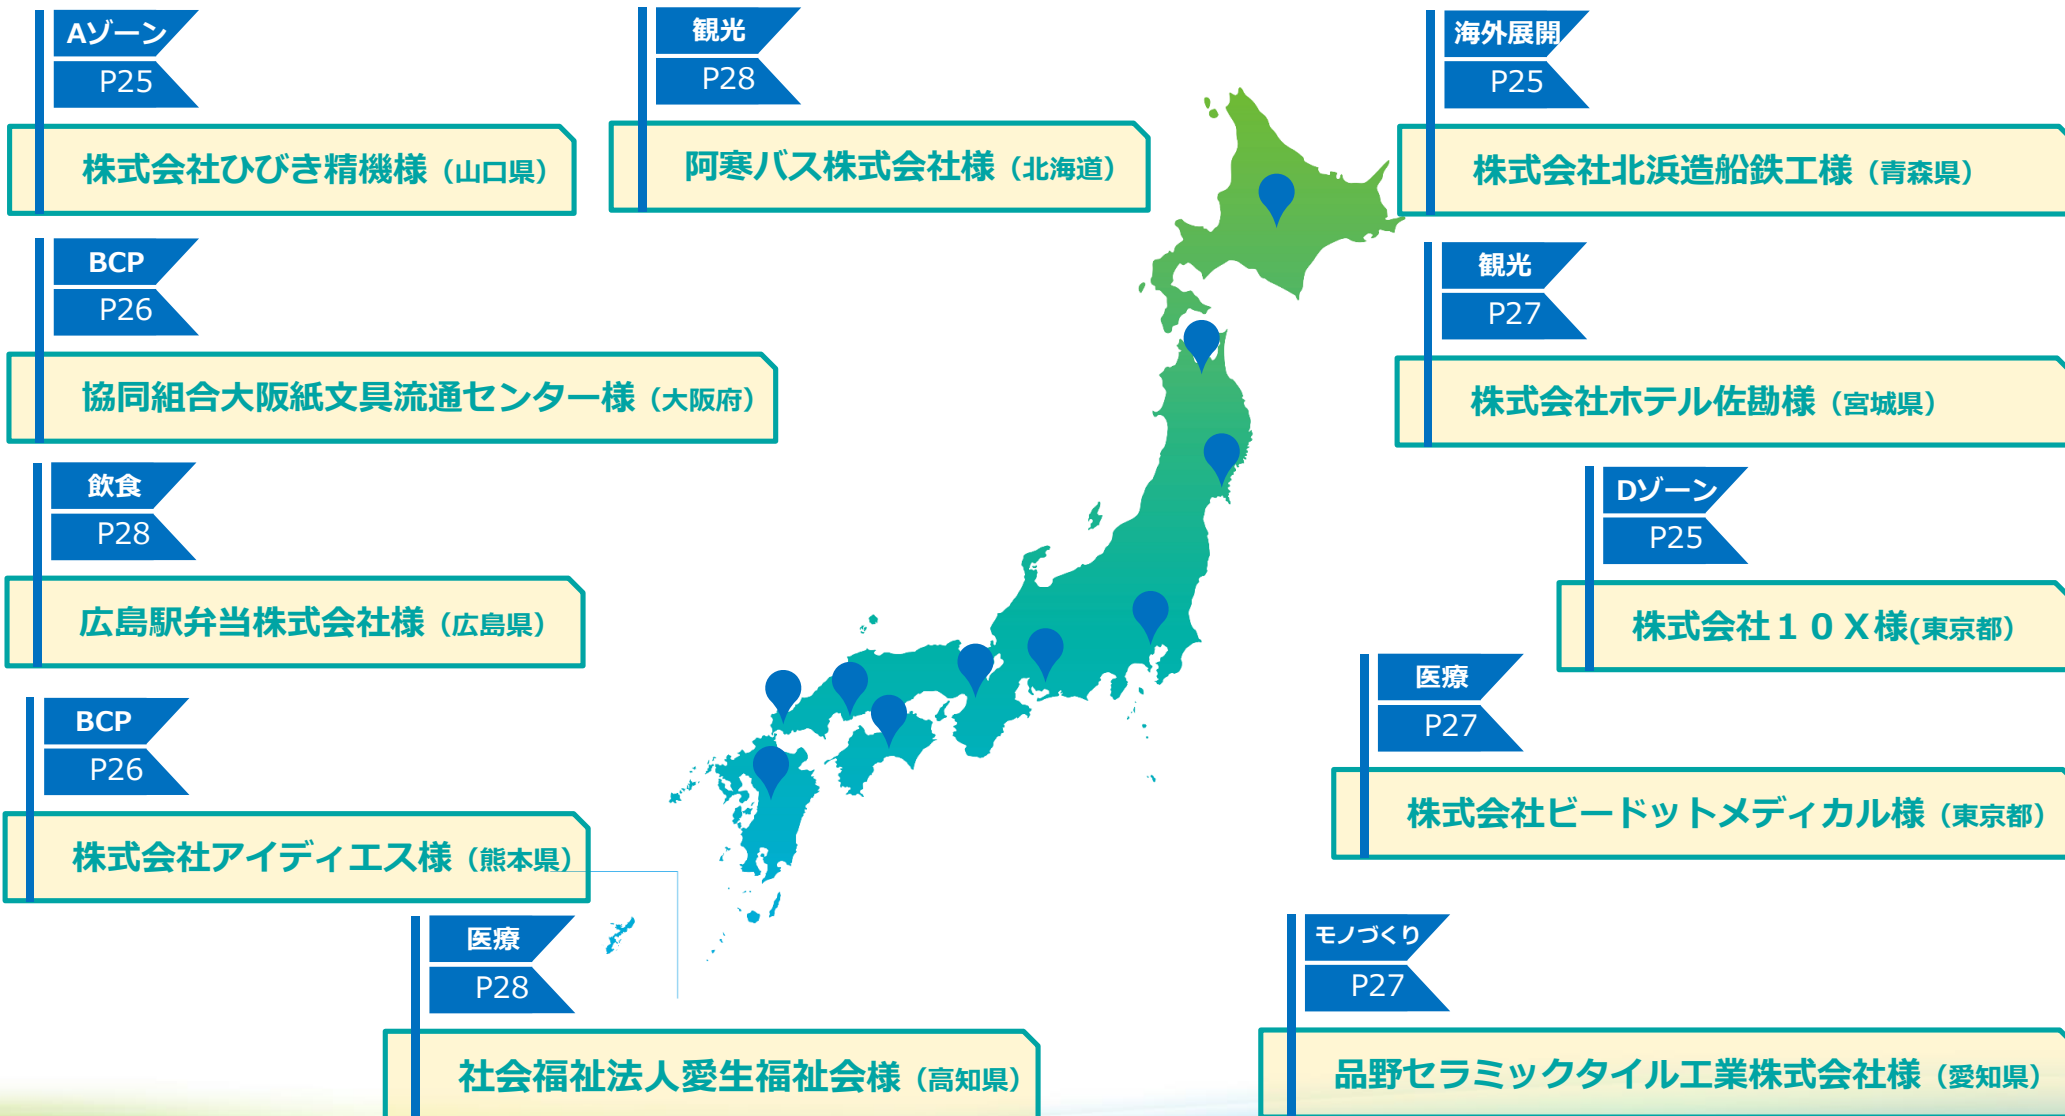 Aゾーン
P25
株式会社ひびき精機様（山口県）
観光
P28
阿寒バス株式会社様（北海道）
海外展開
P25
株式会社北浜造船鉄工様（青森県）
BCP
P26
協同組合大阪紙文具流通センター様（大阪府）
観光
P27
株式会社ホテル佐勘様（宮城県）
飲食
P28
広島駅弁当株式会社様（広島県）
Dゾーン
P25
株式会社１０Ｘ様(東京都）
BCP
P26
株式会社アイディエス様（熊本県）
医療
P27
株式会社ビードットメディカル様（東京都）
医療
P28
社会福祉法人愛生福祉会様（高知県）
モノづくり
P27
品野セラミックタイル工業株式会社様（愛知県）